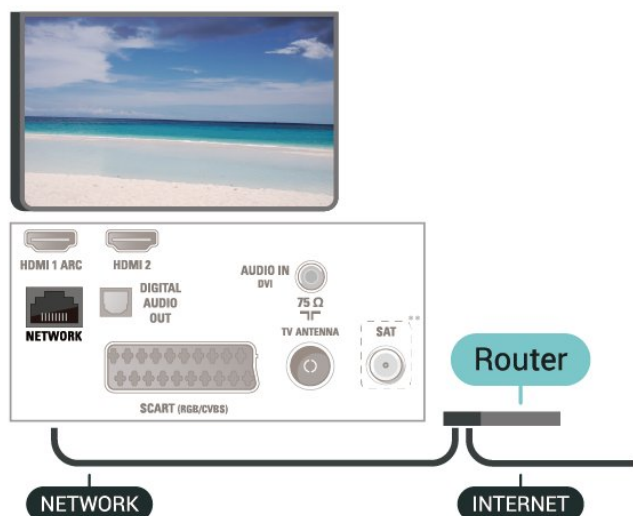 HDMI 1 ARC
HDMI 2
AUDIO IN
DVI
DIGITAL
AUDIO
OUT
75 Ω
NETWORK
TV ANTENNA
SAT
**
Router
SCART (RGB/CVBS)
NETWORK
INTERNET